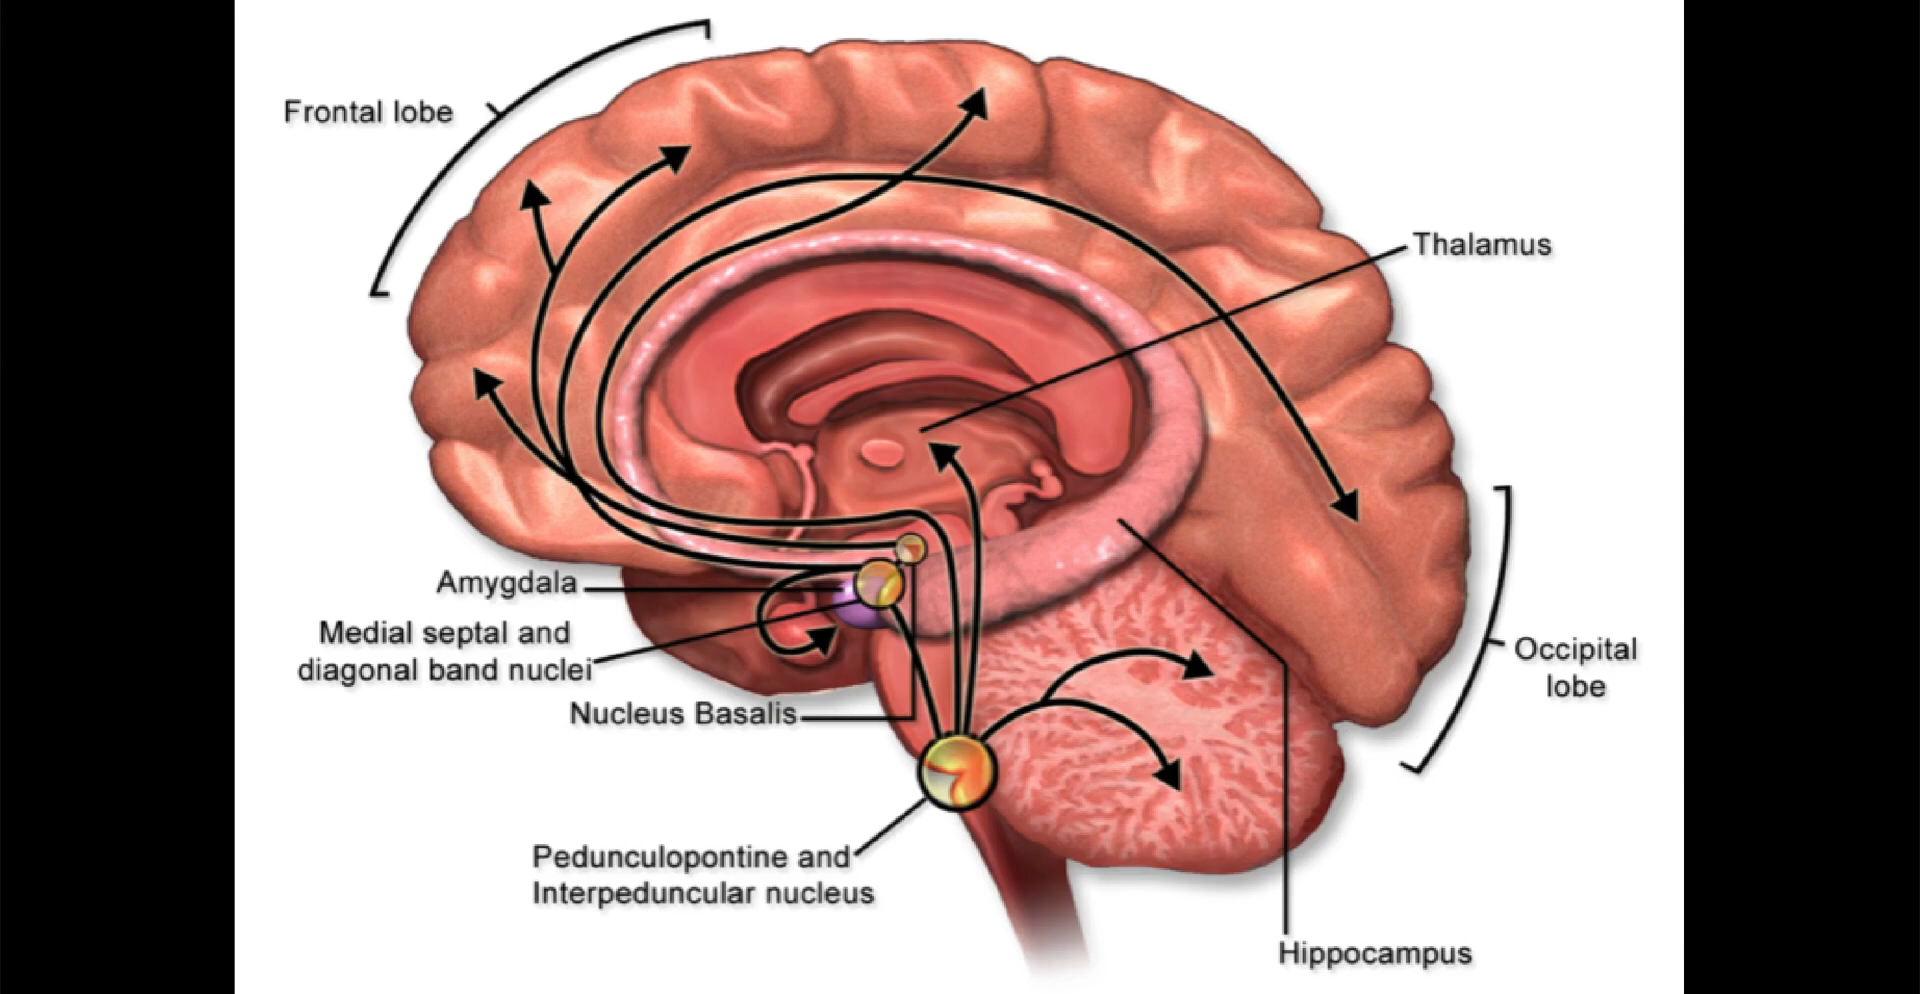 Frontal lobe
Thalamus
Amygdala
Medial septal and
diagonal band nuclei
Nucleus Basalis
Occipital
lobe
Pedunculopontine and
Interpeduncular nucleus
Hippocampus